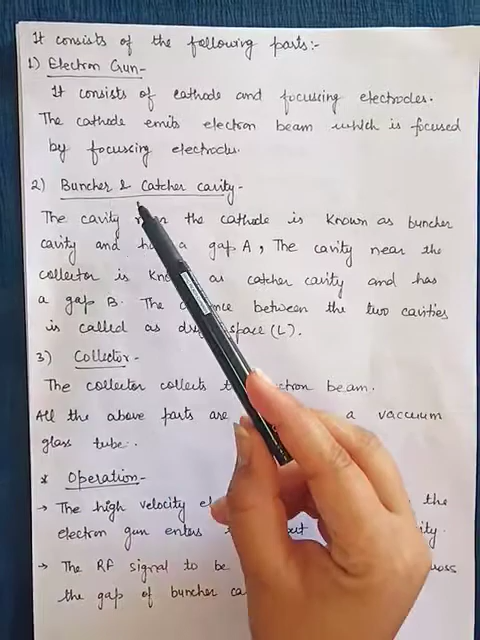 It consists of the following parts:-
1) Electron Gun-
It consists of cathode and focussing electrodes.
The cathode emits electron beam which is focused
by focussing electrodes.
2) Buncher & Catcher cavity-
The cavity the cathode is known as buncher
cavity and a gap A, The cavity near the
collector is as catcher cavity and has
a gap B. The between the two cavities
is called as space (L).
3) Collector-
The collector collects beam.
All the above parts are a vaccuum
glass tube.
* Operation-
→ The high velocity the
electron gun enters
→ The RF signal to be
the gap of buncher